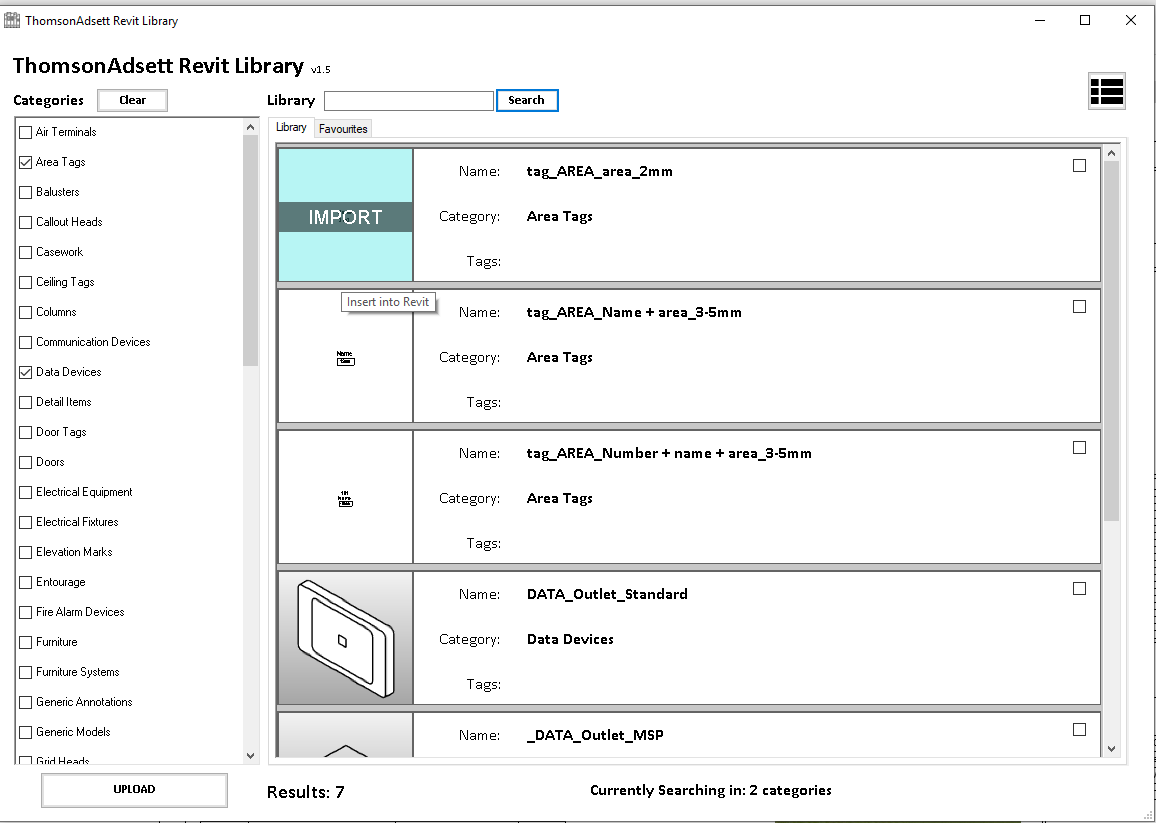 ThomsonAdsett Revit Library
ThomsonAdsett Revit Library v1.5
Categories Clear
Library Search
Library Favourites
Air Terminals
Area Tags
Balusters
Callout Heads
Casework
Ceiling Tags
Columns
Communication Devices
Data Devices
Detail Items
Door Tags
Doors
Electrical Equipment
Electrical Fixtures
Elevation Marks
Entourage
Fire Alarm Devices
Furniture
Furniture Systems
Generic Annotations
Generic Models
Grid Heads
UPLOAD
IMPORT
Insert into Revit
Name: tag_AREA_area_2mm
Category: Area Tags
Tags:
Name
Name: tag_AREA_Name + area_3-5mm
Category: Area Tags
Tags:
101
Name
Name: tag_AREA_Number + name + area_3-5mm
Category: Area Tags
Tags:
Name: DATA_Outlet_Standard
Category: Data Devices
Tags:
Name: _DATA_Outlet_MSP
Results: 7
Currently Searching in: 2 categories